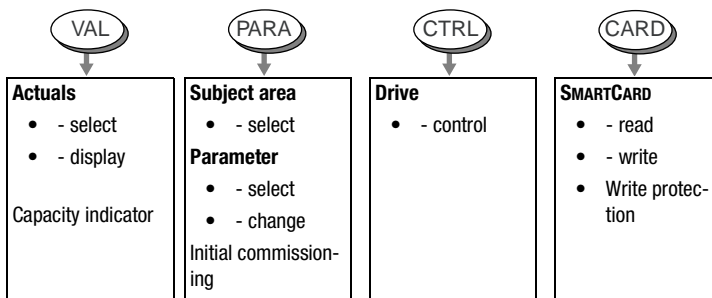 VAL
PARA
CTRL
CARD
Actuals
• - select
• - display
Capacity indicator
Subject area
• - select
Parameter
• - select
• - change
Initial commission-
ing
Drive
• - control
SMARTCARD
• - read
• - write
• Write protec-
tion